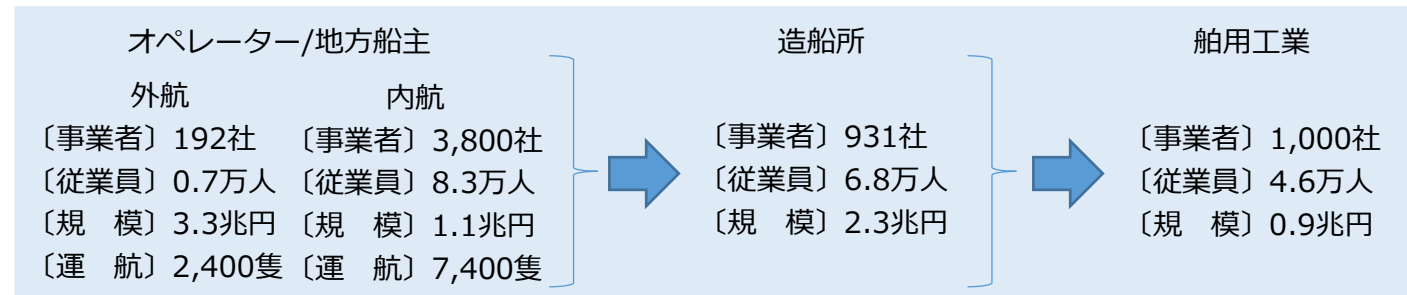 オペレーター/地方船主
外航
〔事業者〕192社
〔従業員〕0.7万人
〔規　模〕3.3兆円
〔運　航〕2,400隻
内航
〔事業者〕3,800社
〔従業員〕8.3万人
〔規　模〕1.1兆円
〔運　航〕7,400隻
造船所
〔事業者〕931社
〔従業員〕6.8万人
〔規　模〕2.3兆円
舶用工業
〔事業者〕1,000社
〔従業員〕4.6万人
〔規　模〕0.9兆円